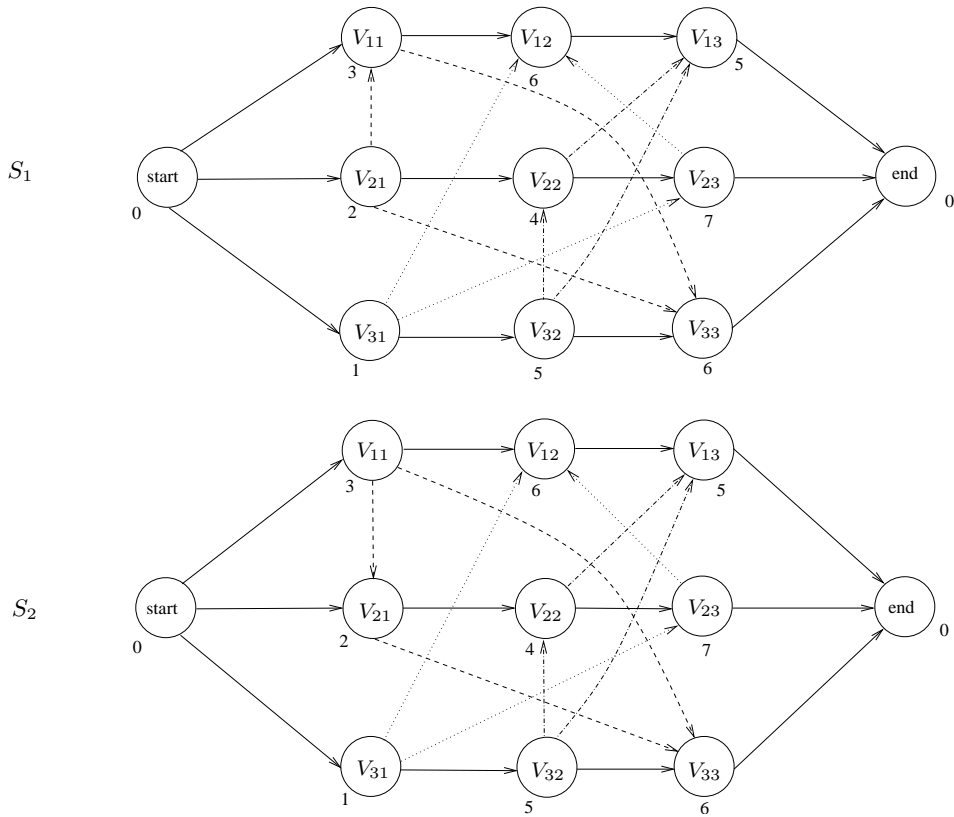 V₁₁ V₁₂ V₁₃
3 6 5
S₁
start V₂₁ V₂₂ V₂₃ end
0 2 4 7 0
V₃₁ V₃₂ V₃₃
1 5 6
V₁₁ V₁₂ V₁₃
3 6 5
S₂
start V₂₁ V₂₂ V₂₃ end
0 2 4 7 0
V₃₁ V₃₂ V₃₃
1 5 6